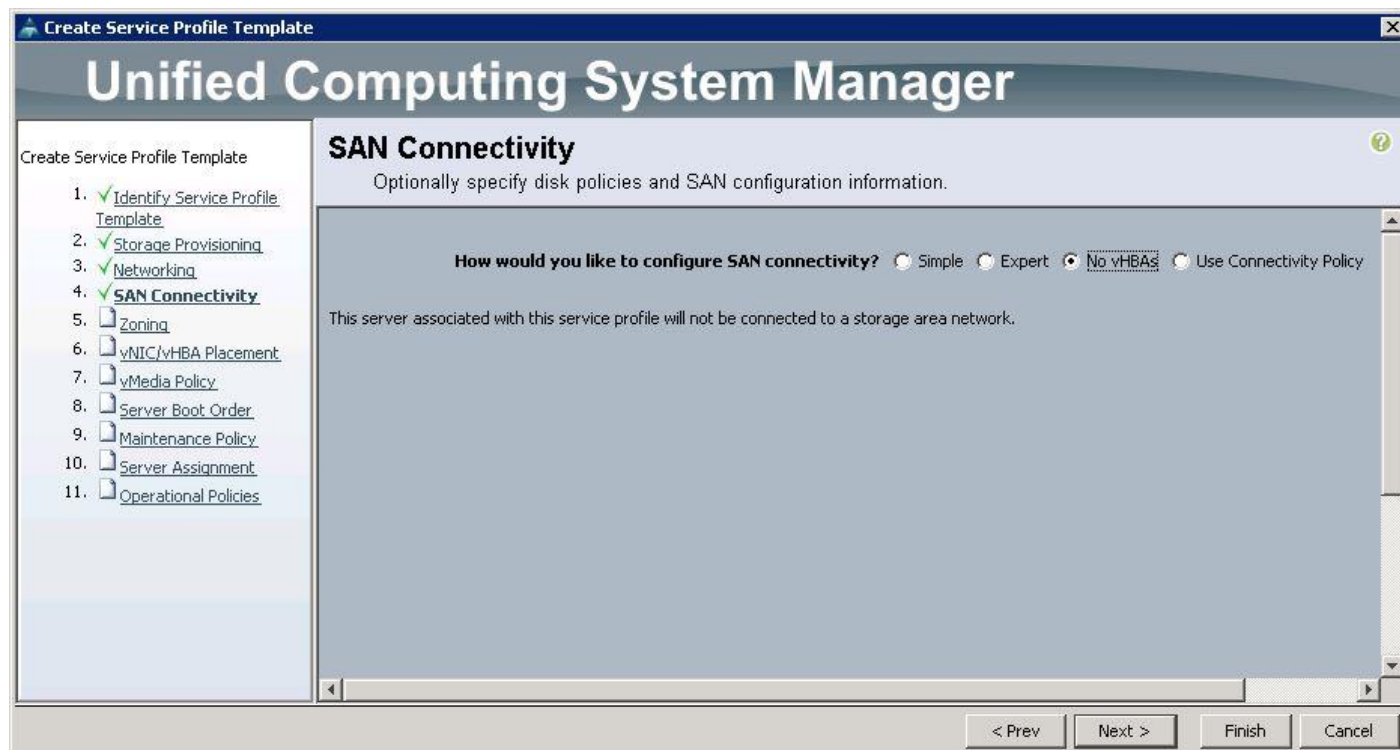 Create Service Profile Template
Unified Computing System Manager
Create Service Profile Template
1. Identify Service Profile
Template
2. Storage Provisioning
3. Networking
4. SAN Connectivity
5. Zoning
6. vNIC/vHBA Placement
7. vMedia Policy
8. Server Boot Order
9. Maintenance Policy
10. Server Assignment
11. Operational Policies
SAN Connectivity
Optionally specify disk policies and SAN configuration information.
How would you like to configure SAN connectivity? Simple Expert No vHBAs Use Connectivity Policy
This server associated with this service profile will not be connected to a storage area network.
< Prev Next > Finish Cancel